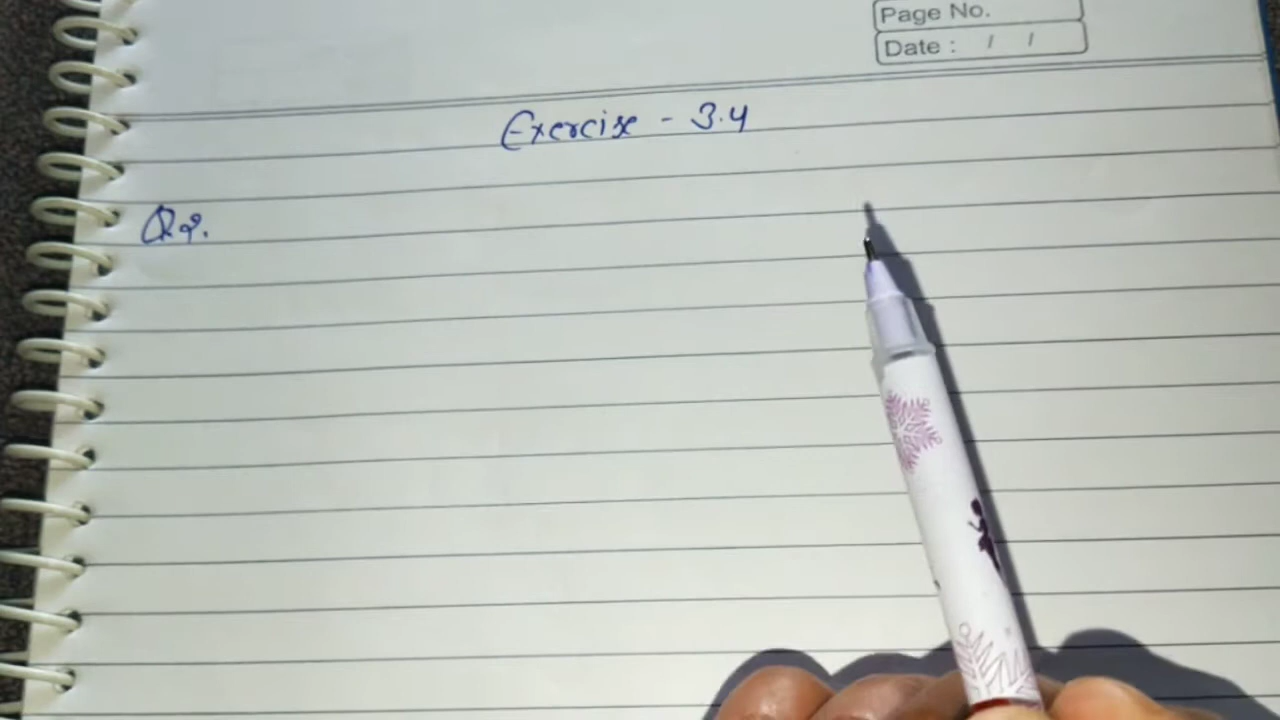 Page No.
Date : / /
Exercise - 3.4
Q2.